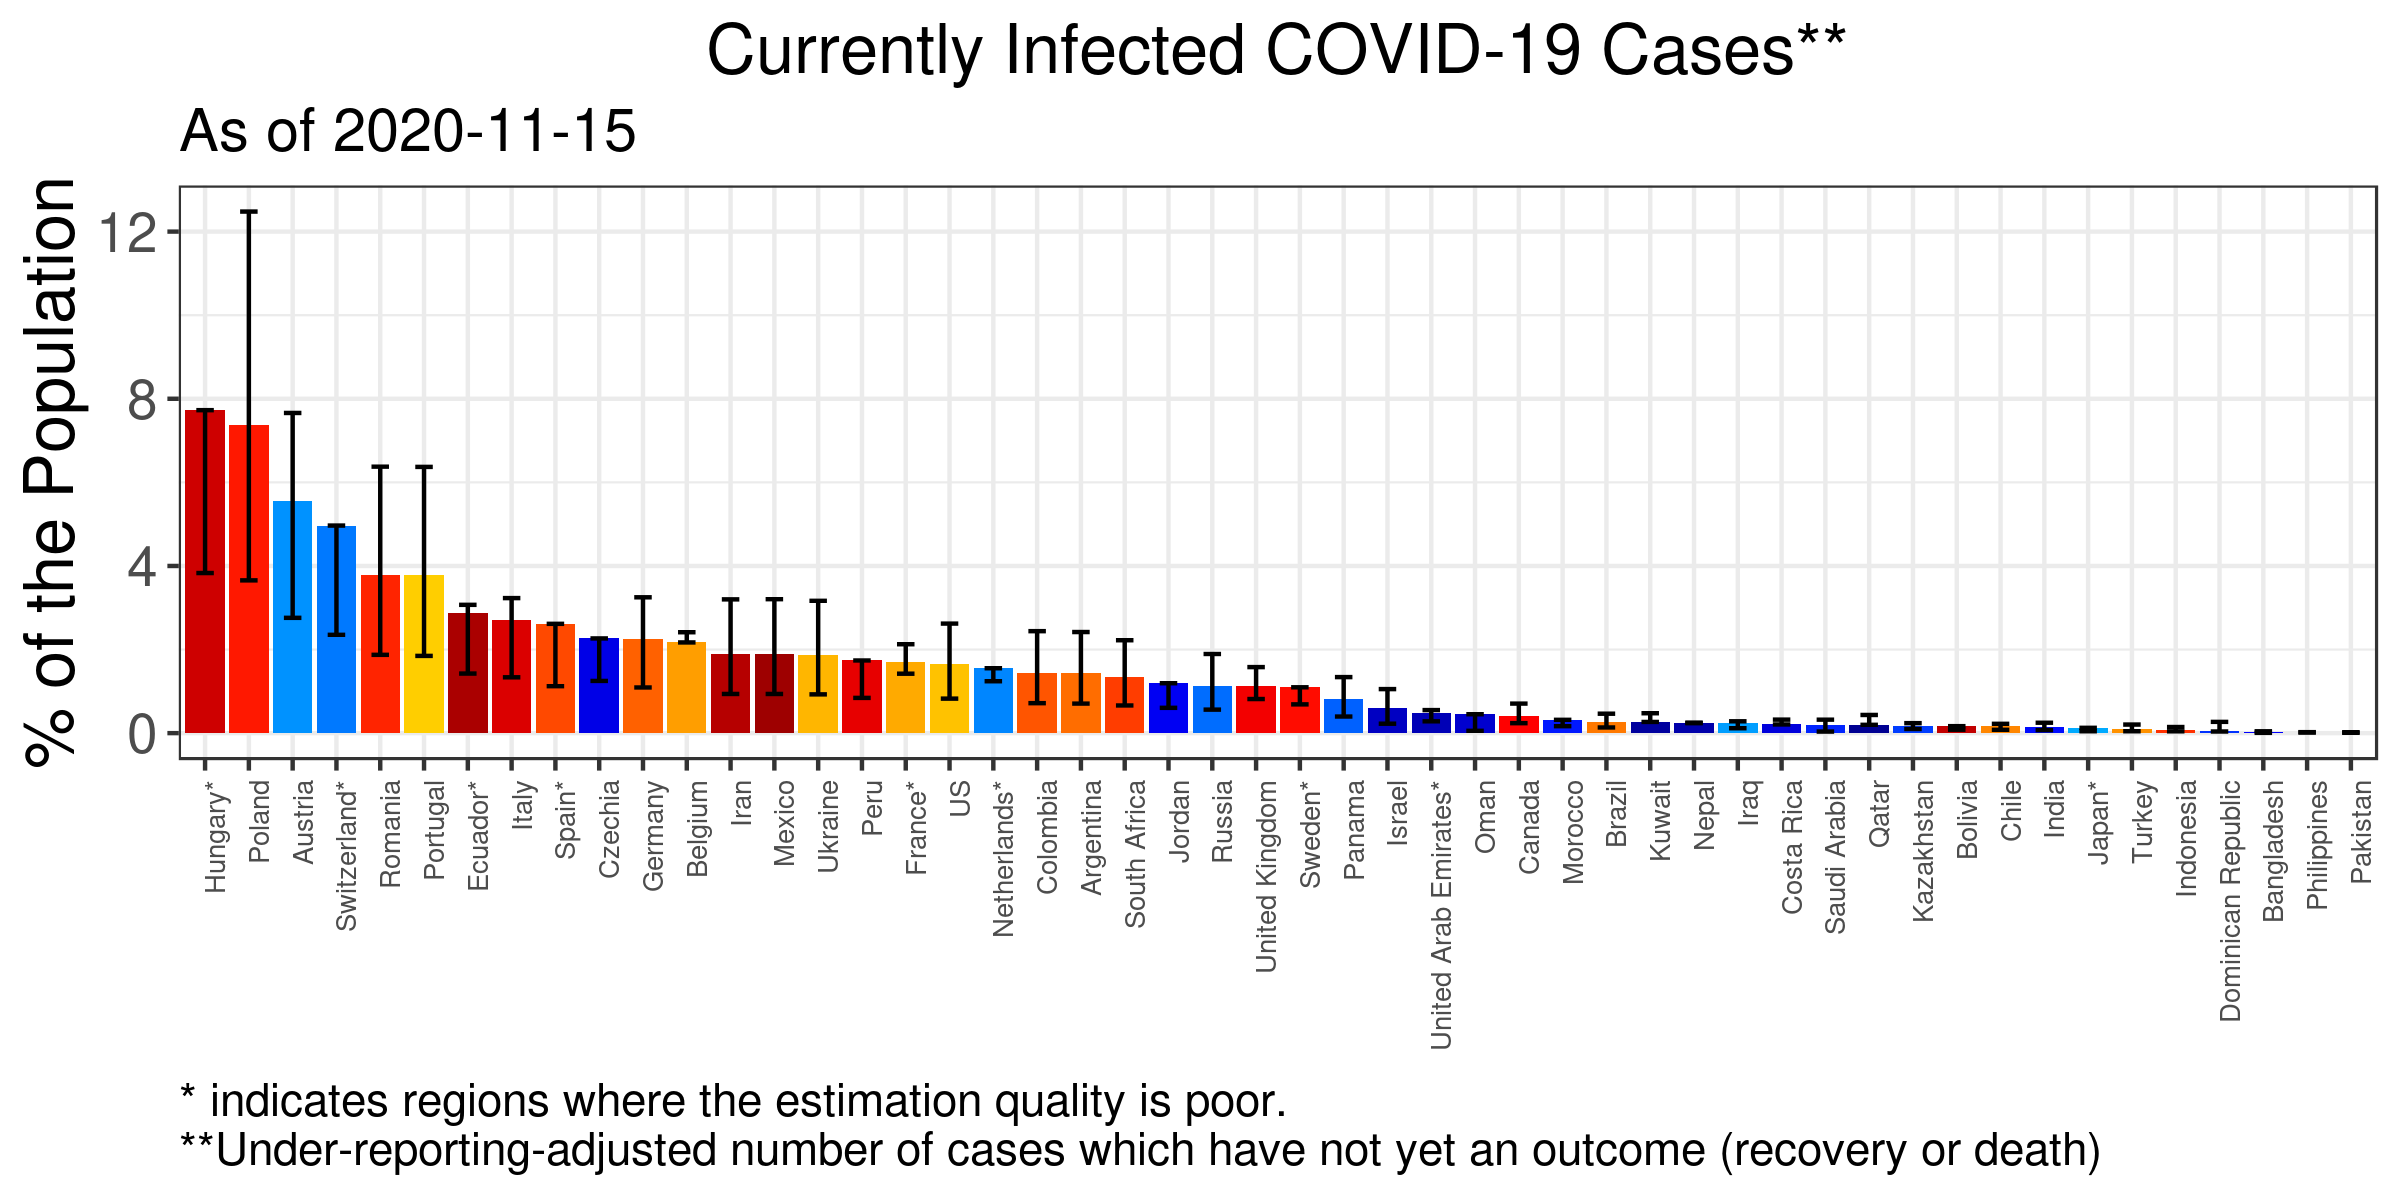 Currently Infected COVID-19 Cases**
As of 2020-11-15
% of the Population
12
8
4
0
Hungary*
Poland
Austria
Switzerland*
Romania
Portugal
Ecuador*
Italy
Spain*
Czechia
Germany
Belgium
Iran
Mexico
Ukraine
Peru
France*
US
Netherlands*
Colombia
Argentina
South Africa
Jordan
Russia
United Kingdom
Sweden*
Panama
Israel
United Arab Emirates*
Oman
Canada
Morocco
Brazil
Kuwait
Nepal
Iraq
Costa Rica
Saudi Arabia
Qatar
Kazakhstan
Bolivia
Chile
India
Japan*
Turkey
Indonesia
Dominican Republic
Bangladesh
Philippines
Pakistan
* indicates regions where the estimation quality is poor.
**Under-reporting-adjusted number of cases which have not yet an outcome (recovery or death)